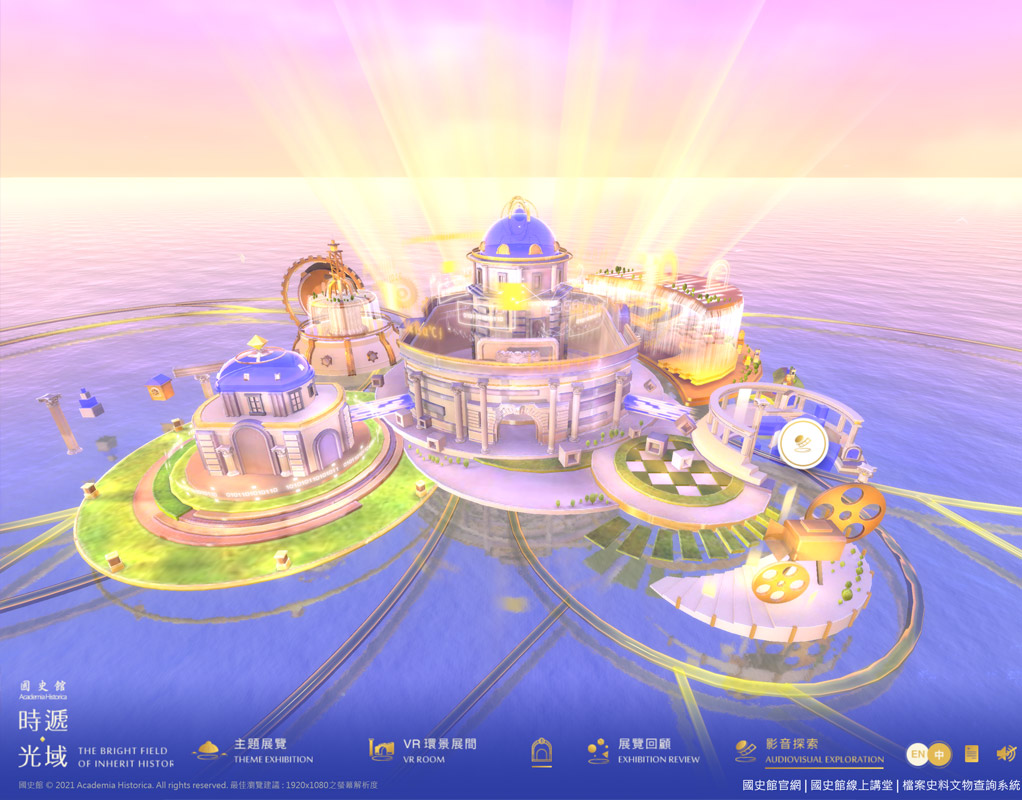 國史館
Academia Historica
時遞
光域
THE BRIGHT FIELD
OF INHERIT HISTOR
主題展覽
THEME EXHIBITION
VR 環景展間
VR ROOM
展覽回顧
EXHIBITION REVIEW
影音探索
AUDIOVISUAL EXPLORATION
EN 中
國史館 © 2021 Academia Historica. All rights reserved. 最佳瀏覽建議 : 1920x1080之螢幕解析度
國史館官網 | 國史館線上講堂 | 檔案史料文物查詢系統